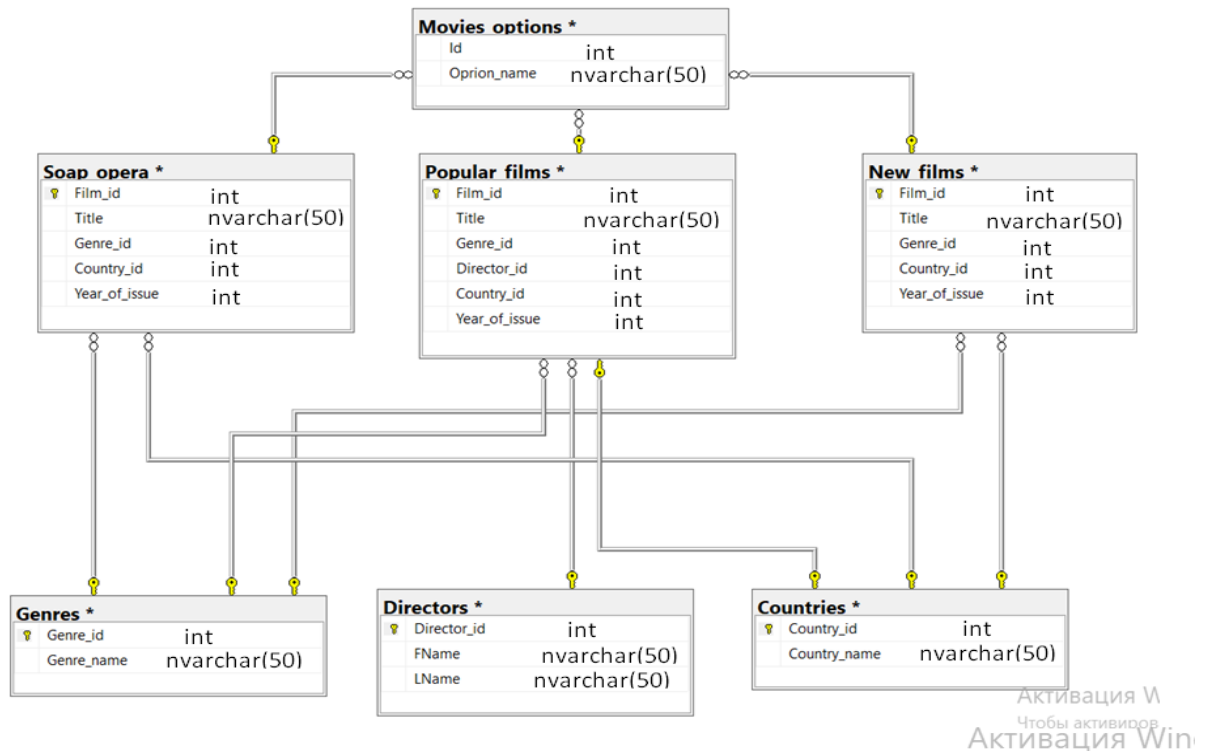 Movies options *
Id int
Oprion_name nvarchar(50)
Soap opera *
Film_id int
Title nvarchar(50)
Genre_id int
Country_id int
Year_of_issue int
Popular films *
Film_id int
Title nvarchar(50)
Genre_id int
Director_id int
Country_id int
Year_of_issue int
New films *
Film_id int
Title nvarchar(50)
Genre_id int
Country_id int
Year_of_issue int
Genres *
Genre_id int
Genre_name nvarchar(50)
Directors *
Director_id int
FName nvarchar(50)
LName nvarchar(50)
Countries *
Country_id int
Country_name nvarchar(50)
Активация W
Чтобы активиров
Активация Win